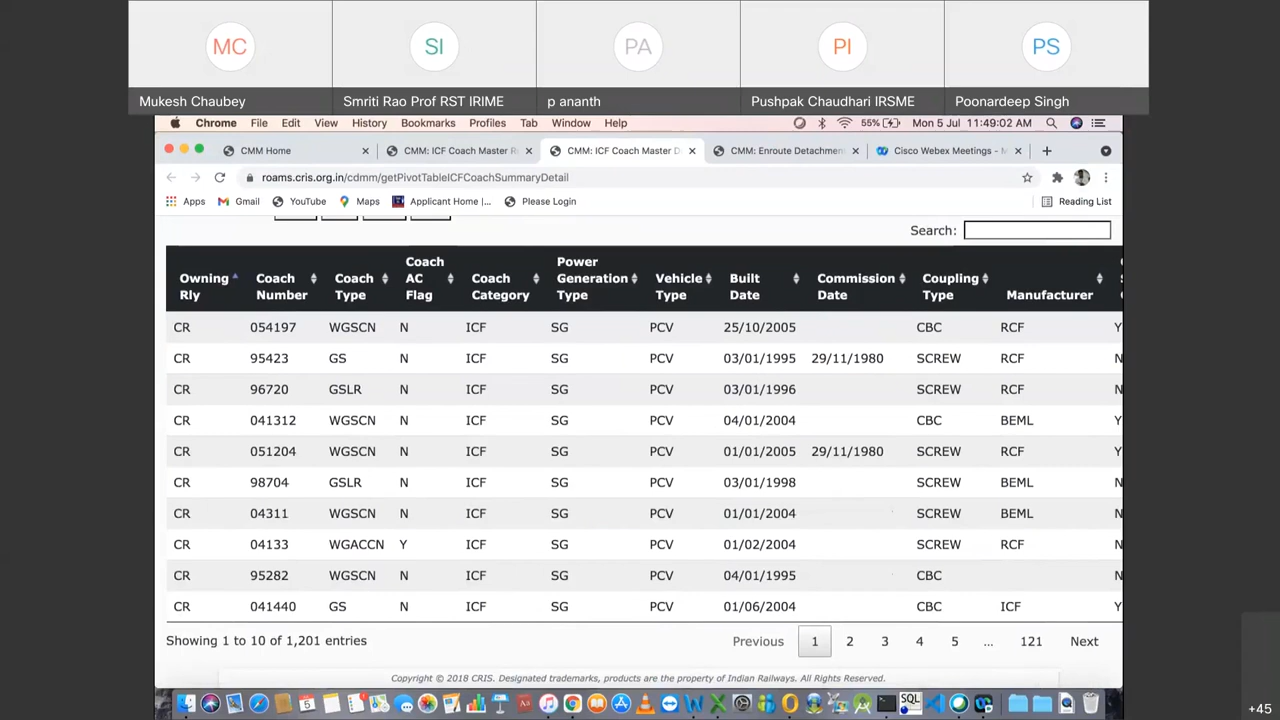 MC SI PA PI PS
Mukesh Chaubey Smriti Rao Prof RST IRIME p ananth Pushpak Chaudhari IRSME Poonardeep Singh
Chrome File Edit View History Bookmarks Profiles Tab Window Help 55% Mon 5 Jul 11:49:02 AM
CMM Home CMM: ICF Coach Master R CMM: ICF Coach Master D CMM: Enroute Detachment Cisco Webex Meetings - M
roams.cris.org.in/cdmm/getPivotTableICFCoachSummaryDetail
Apps Gmail YouTube Maps Applicant Home |... Please Login Reading List
Search:
Owning Rly Coach Number Coach Type Coach AC Flag Coach Category Power Generation Type Vehicle Type Built Date Commission Date Coupling Type Manufacturer
CR 054197 WGSCN N ICF SG PCV 25/10/2005 CBC RCF Y
CR 95423 GS N ICF SG PCV 03/01/1995 29/11/1980 SCREW RCF N
CR 96720 GSLR N ICF SG PCV 03/01/1996 SCREW RCF N
CR 041312 WGSCN N ICF SG PCV 04/01/2004 CBC BEML Y
CR 051204 WGSCN N ICF SG PCV 01/01/2005 29/11/1980 SCREW RCF Y
CR 98704 GSLR N ICF SG PCV 03/01/1998 SCREW BEML N
CR 04311 WGSCN N ICF SG PCV 01/01/2004 SCREW BEML N
CR 04133 WGACCN Y ICF SG PCV 01/02/2004 SCREW RCF N
CR 95282 WGSCN N ICF SG PCV 04/01/1995 CBC N
CR 041440 GS N ICF SG PCV 01/06/2004 CBC ICF Y
Showing 1 to 10 of 1,201 entries Previous 1 2 3 4 5 ... 121 Next
Copyright © 2018 CRIS. Designated trademarks, products are the property of Indian Railways. All Rights Reserved.
SQL
+45